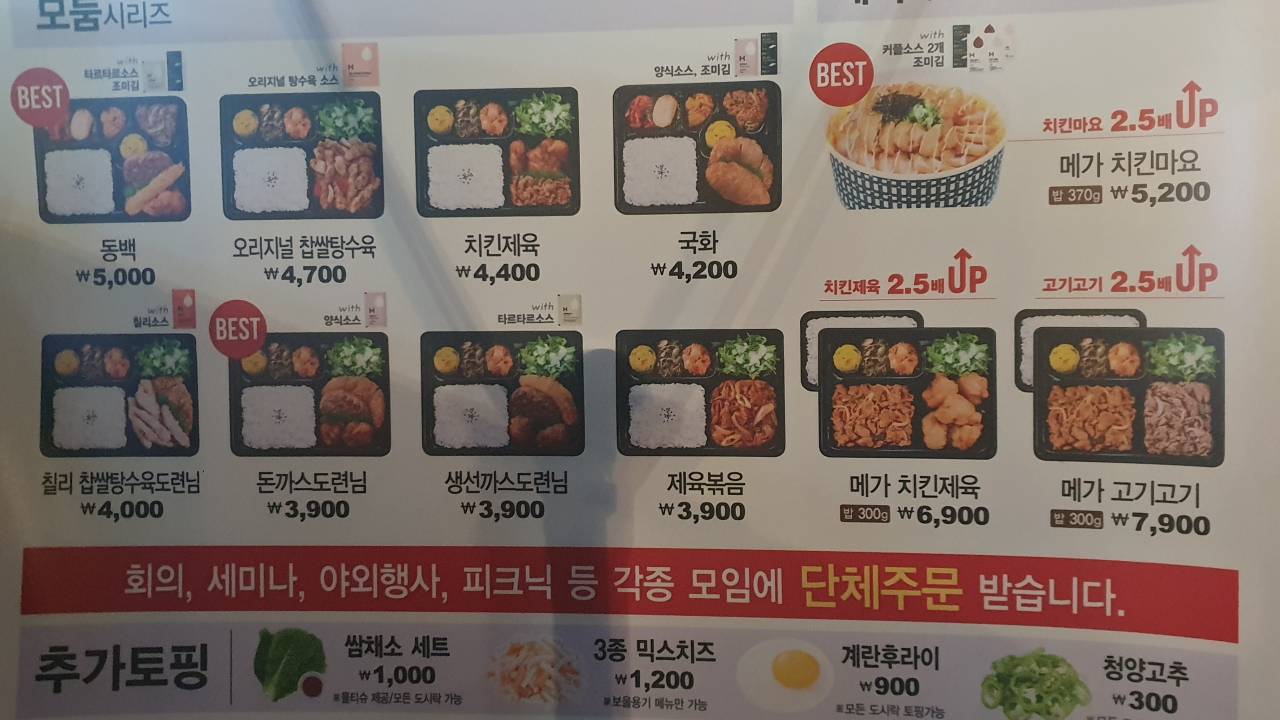 모둠시리즈
BEST
with
타르타르소스
조미김
동백
₩5,000
with
오리지널 탕수육 소스
오리지널 찹쌀탕수육
₩4,700
치킨제육
₩4,400
with
양식소스, 조미김
국화
₩4,200
BEST
with
커플소스 2개
조미김
치킨마요 2.5배 UP
메가 치킨마요
밥 370g ₩5,200
with
칠리소스
칠리 찹쌀탕수육도련님
₩4,000
BEST
with
양식소스
돈까스도련님
₩3,900
with
타르타르소스
생선까스도련님
₩3,900
제육볶음
₩3,900
치킨제육 2.5배 UP
메가 치킨제육
밥 300g ₩6,900
고기고기 2.5배 UP
메가 고기고기
밥 300g ₩7,900
회의, 세미나, 야외행사, 피크닉 등 각종 모임에 단체주문 받습니다.
추가토핑
쌈채소 세트
₩1,000
※물티슈 제공/모든 도시락 가능
3종 믹스치즈
₩1,200
※보울용기 메뉴만 가능
계란후라이
₩900
※모든 도시락 토핑가능
청양고추
₩300